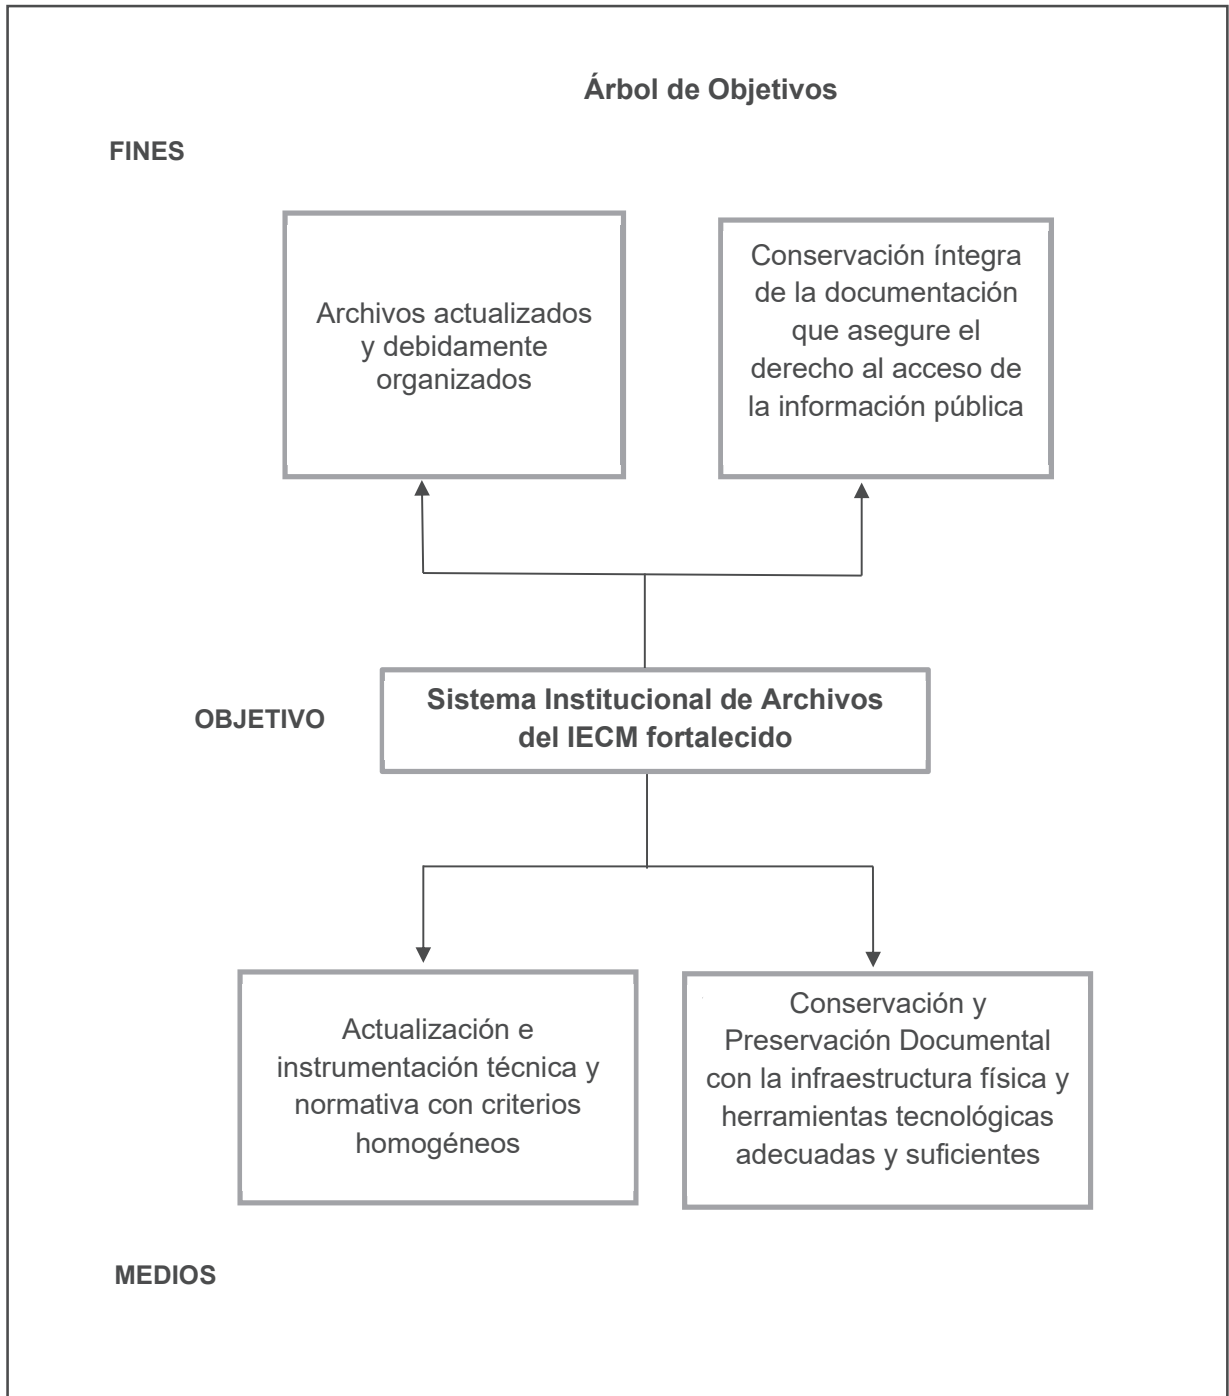 Árbol de Objetivos
FINES
Archivos actualizados
y debidamente
organizados
Conservación íntegra
de la documentación
que asegure el
derecho al acceso de
la información pública
OBJETIVO
Sistema Institucional de Archivos
del IECM fortalecido
Actualización e
instrumentación técnica y
normativa con criterios
homogéneos
Conservación y
Preservación Documental
con la infraestructura física y
herramientas tecnológicas
adecuadas y suficientes
MEDIOS